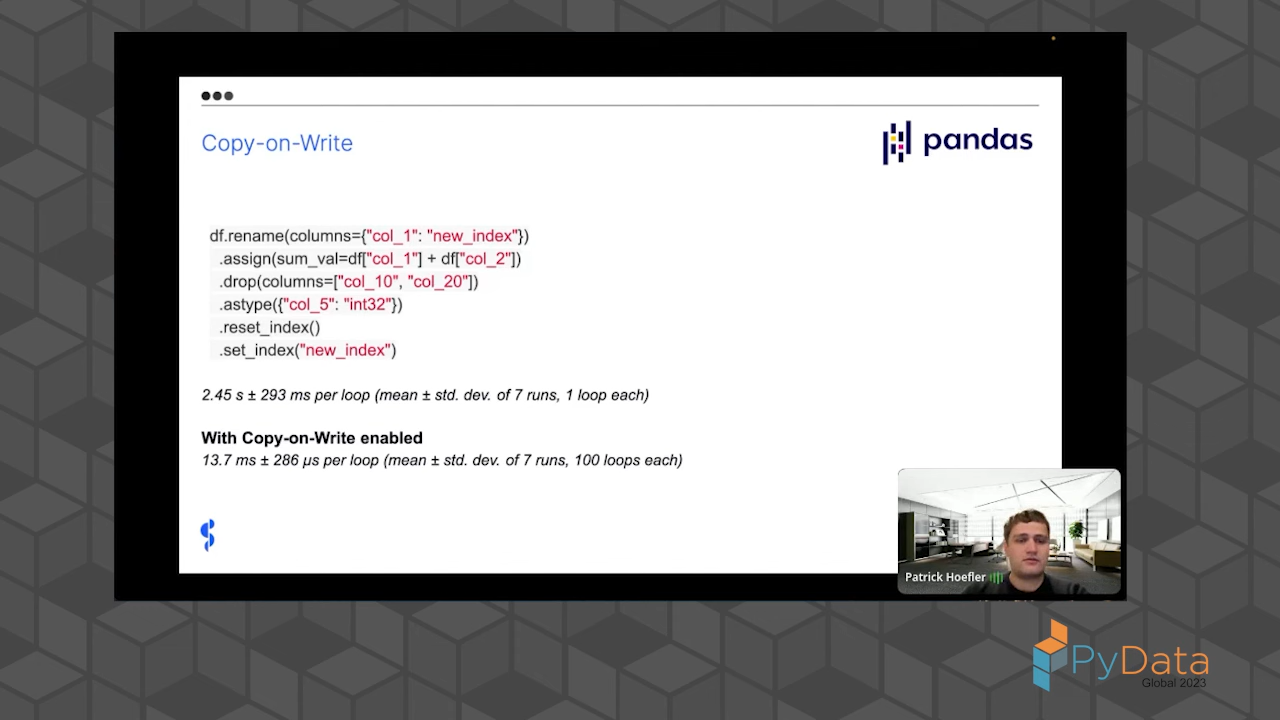 Copy-on-Write
pandas
df.rename(columns={"col_1": "new_index"})
.assign(sum_val=df["col_1"] + df["col_2"])
.drop(columns=["col_10", "col_20"])
.astype({"col_5": "int32"})
.reset_index()
.set_index("new_index")
2.45 s ± 293 ms per loop (mean ± std. dev. of 7 runs, 1 loop each)
With Copy-on-Write enabled
13.7 ms ± 286 µs per loop (mean ± std. dev. of 7 runs, 100 loops each)
Patrick Hoefler
PyData
Global 2023